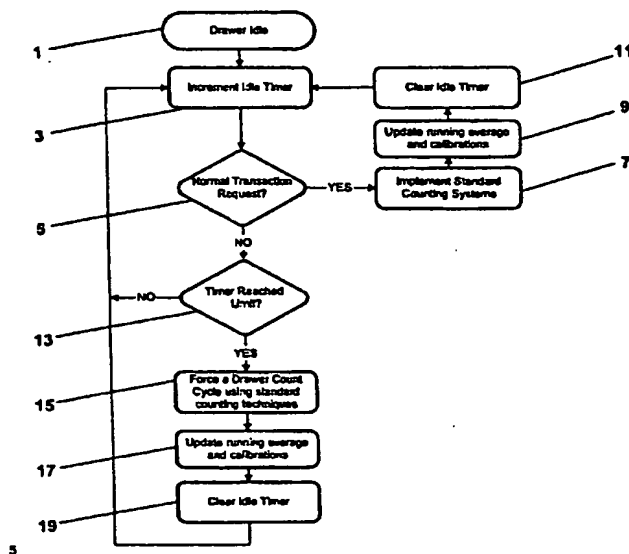 1
Drawer Idle
3
Increment Idle Timer
11
Clear Idle Timer
9
Update running average
and calibrations
7
Implement Standard
Counting Systems
5
Normal Transaction
Request?
YES
NO
13
Timer Reached
Limit?
NO
YES
15
Force a Drawer Count
Cycle using standard
counting techniques
17
Update running average
and calibrations
19
Clear Idle Timer
5